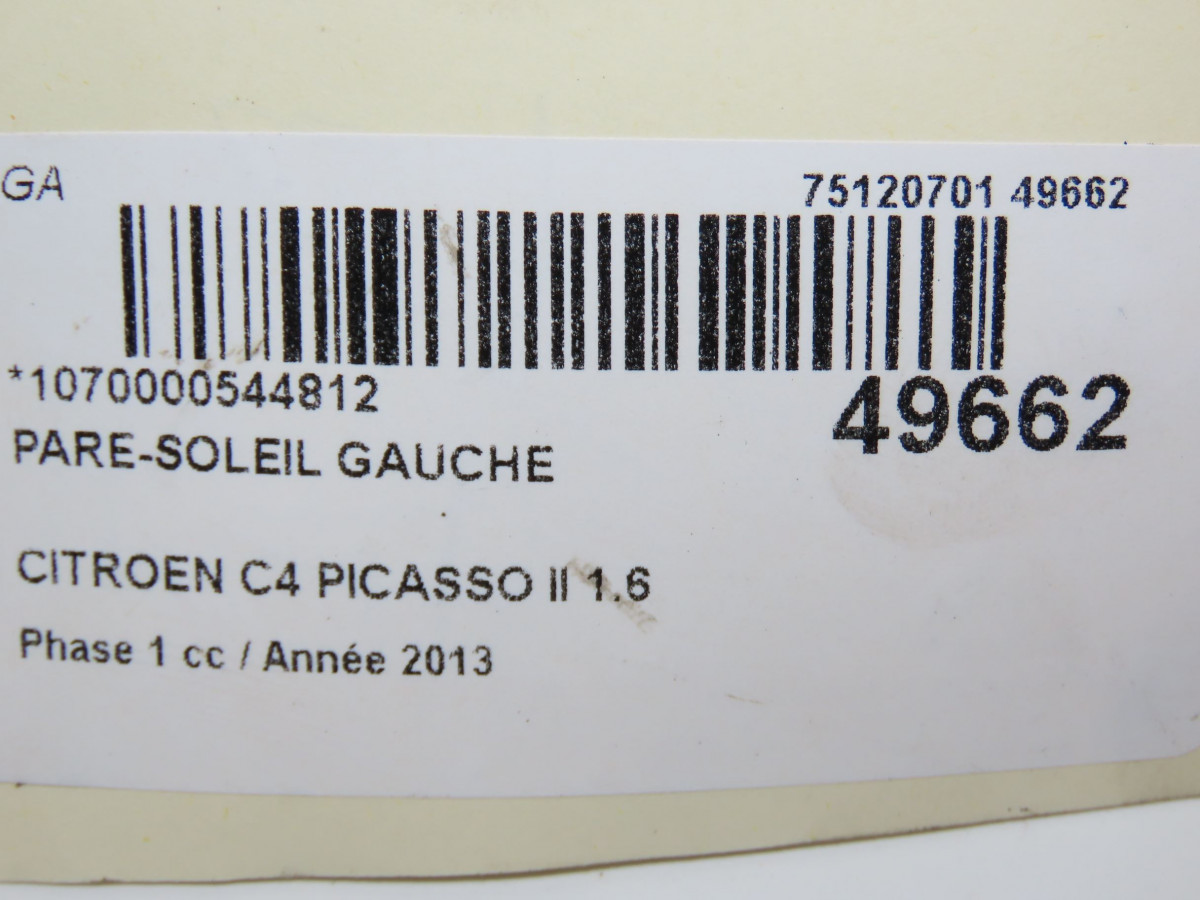 GA
75120701 49662
*1070000544812
49662
PARE-SOLEIL GAUCHE
CITROEN C4 PICASSO II 1.6
Phase 1 cc / Année 2013